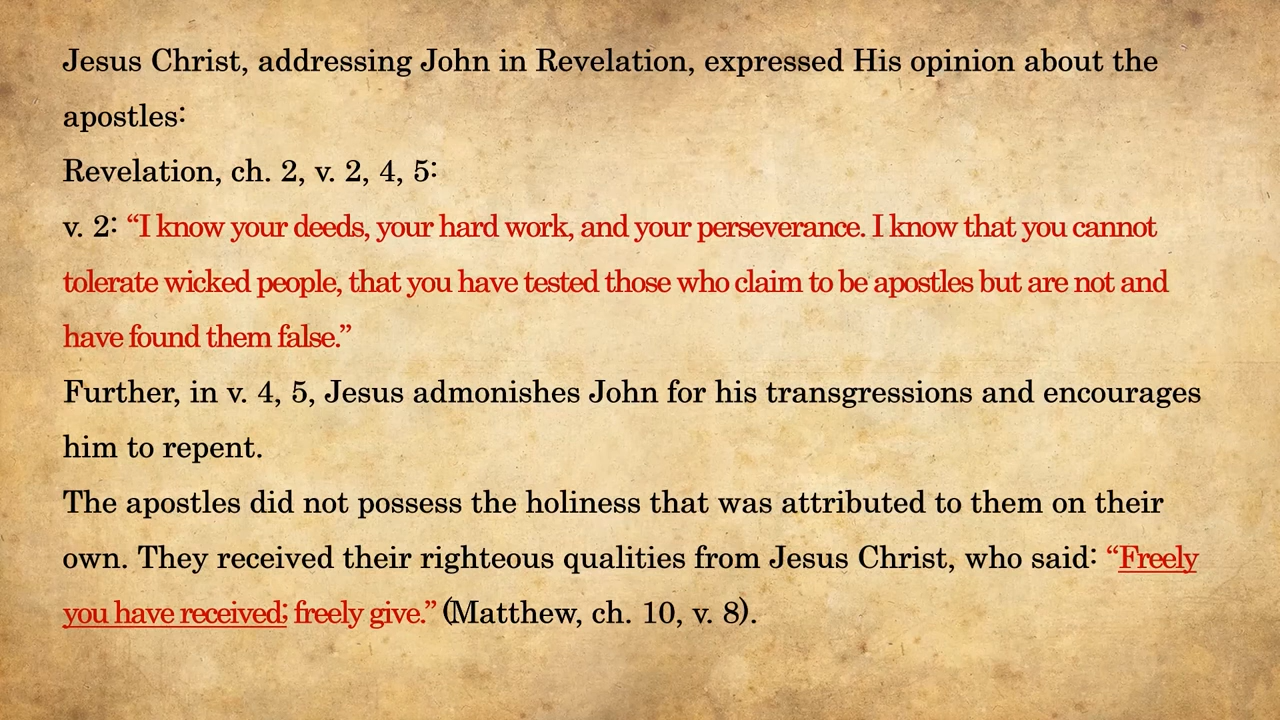 Jesus Christ, addressing John in Revelation, expressed His opinion about the
apostles:
Revelation, ch. 2, v. 2, 4, 5:
v. 2: “I know your deeds, your hard work, and your perseverance. I know that you cannot
tolerate wicked people, that you have tested those who claim to be apostles but are not and
have found them false.”
Further, in v. 4, 5, Jesus admonishes John for his transgressions and encourages
him to repent.
The apostles did not possess the holiness that was attributed to them on their
own. They received their righteous qualities from Jesus Christ, who said: “Freely
you have received; freely give.” (Matthew, ch. 10, v. 8).